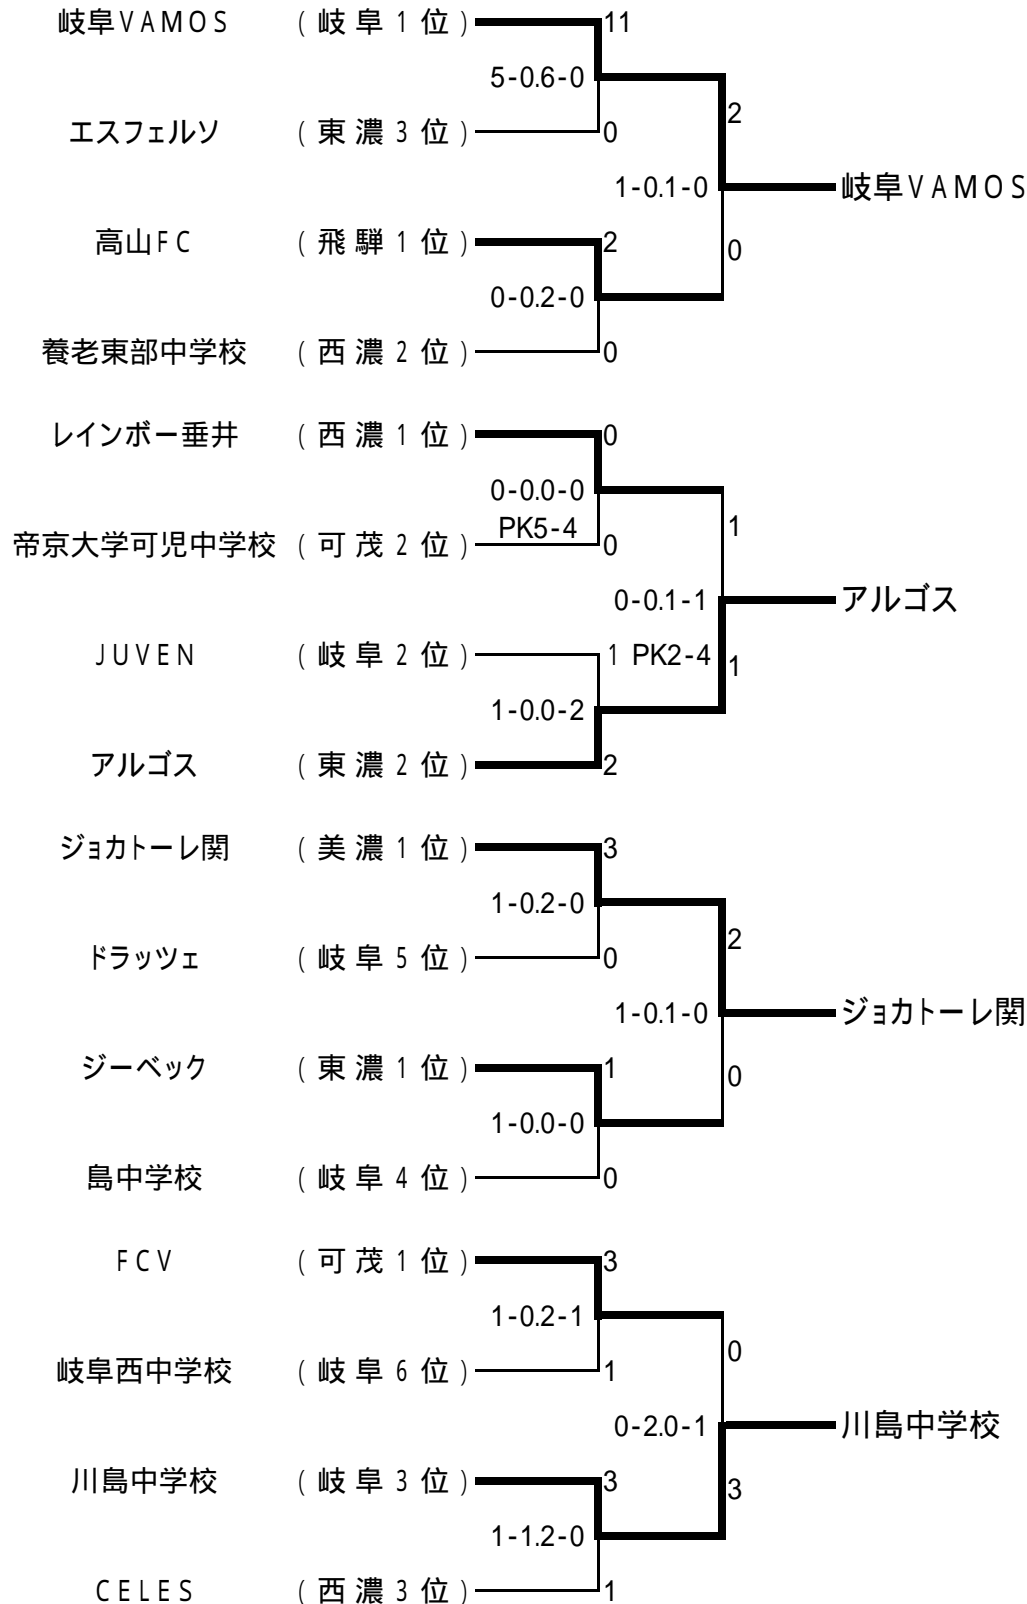 岐阜VAMOS (岐阜1位) 11
5-0.6-0
2
エスフェルソ (東濃3位) 0
1-0.1-0 岐阜VAMOS
高山FC (飛騨1位) 2
0
0-0.2-0
養老東部中学校 (西濃2位) 0
レインボー垂井 (西濃1位) 0
0-0.0-0
PK5-4
1
帝京大学可児中学校 (可茂2位) 0
0-0.1-1 アルゴス
JUVEN (岐阜2位) 1 PK2-4
1
1-0.0-2
アルゴス (東濃2位) 2
ジョカトーレ関 (美濃1位) 3
1-0.2-0
2
ドラッツェ (岐阜5位) 0
1-0.1-0 ジョカトーレ関
ジーベック (東濃1位) 1
0
1-0.0-0
島中学校 (岐阜4位) 0
FCV (可茂1位) 3
1-0.2-1
0
岐阜西中学校 (岐阜6位) 1
0-2.0-1 川島中学校
川島中学校 (岐阜3位) 3
3
1-1.2-0
CELES (西濃3位) 1